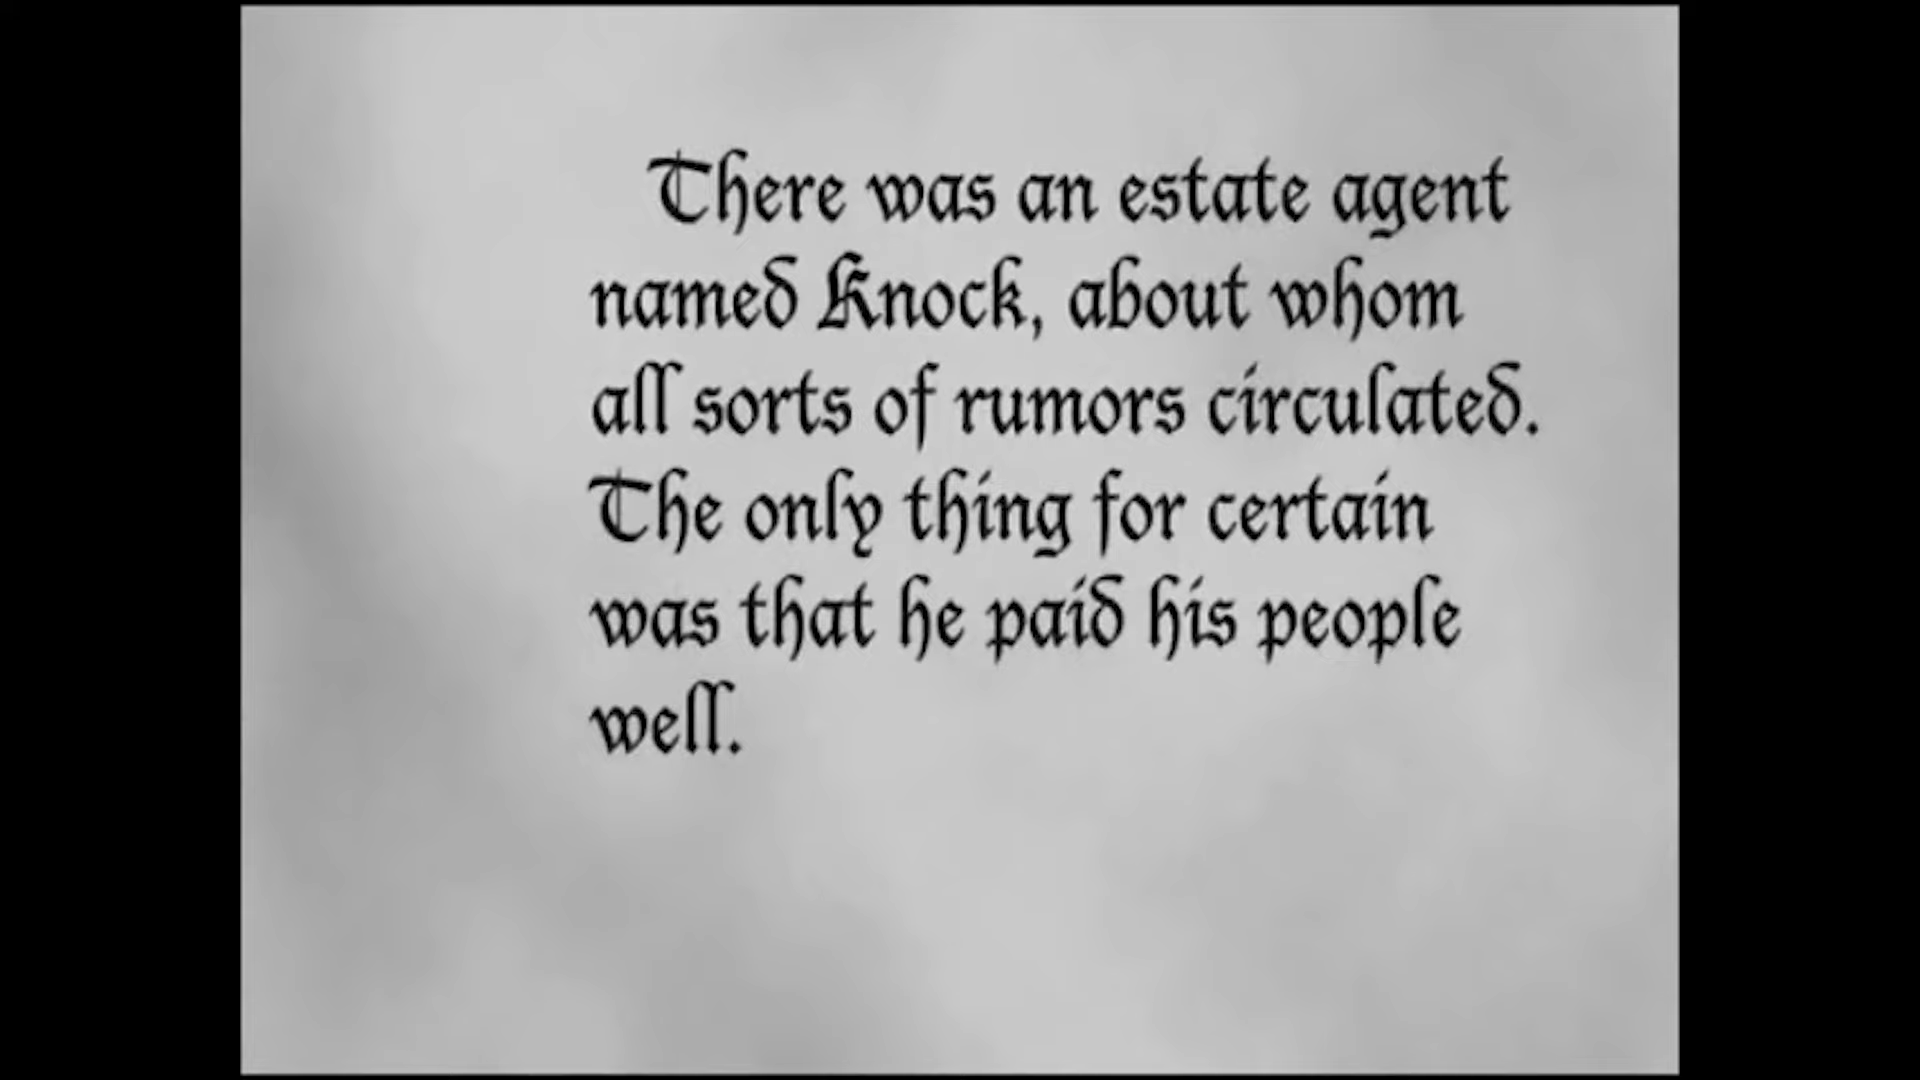 There was an estate agent
named Knock, about whom
all sorts of rumors circulated.
The only thing for certain
was that he paid his people
well.